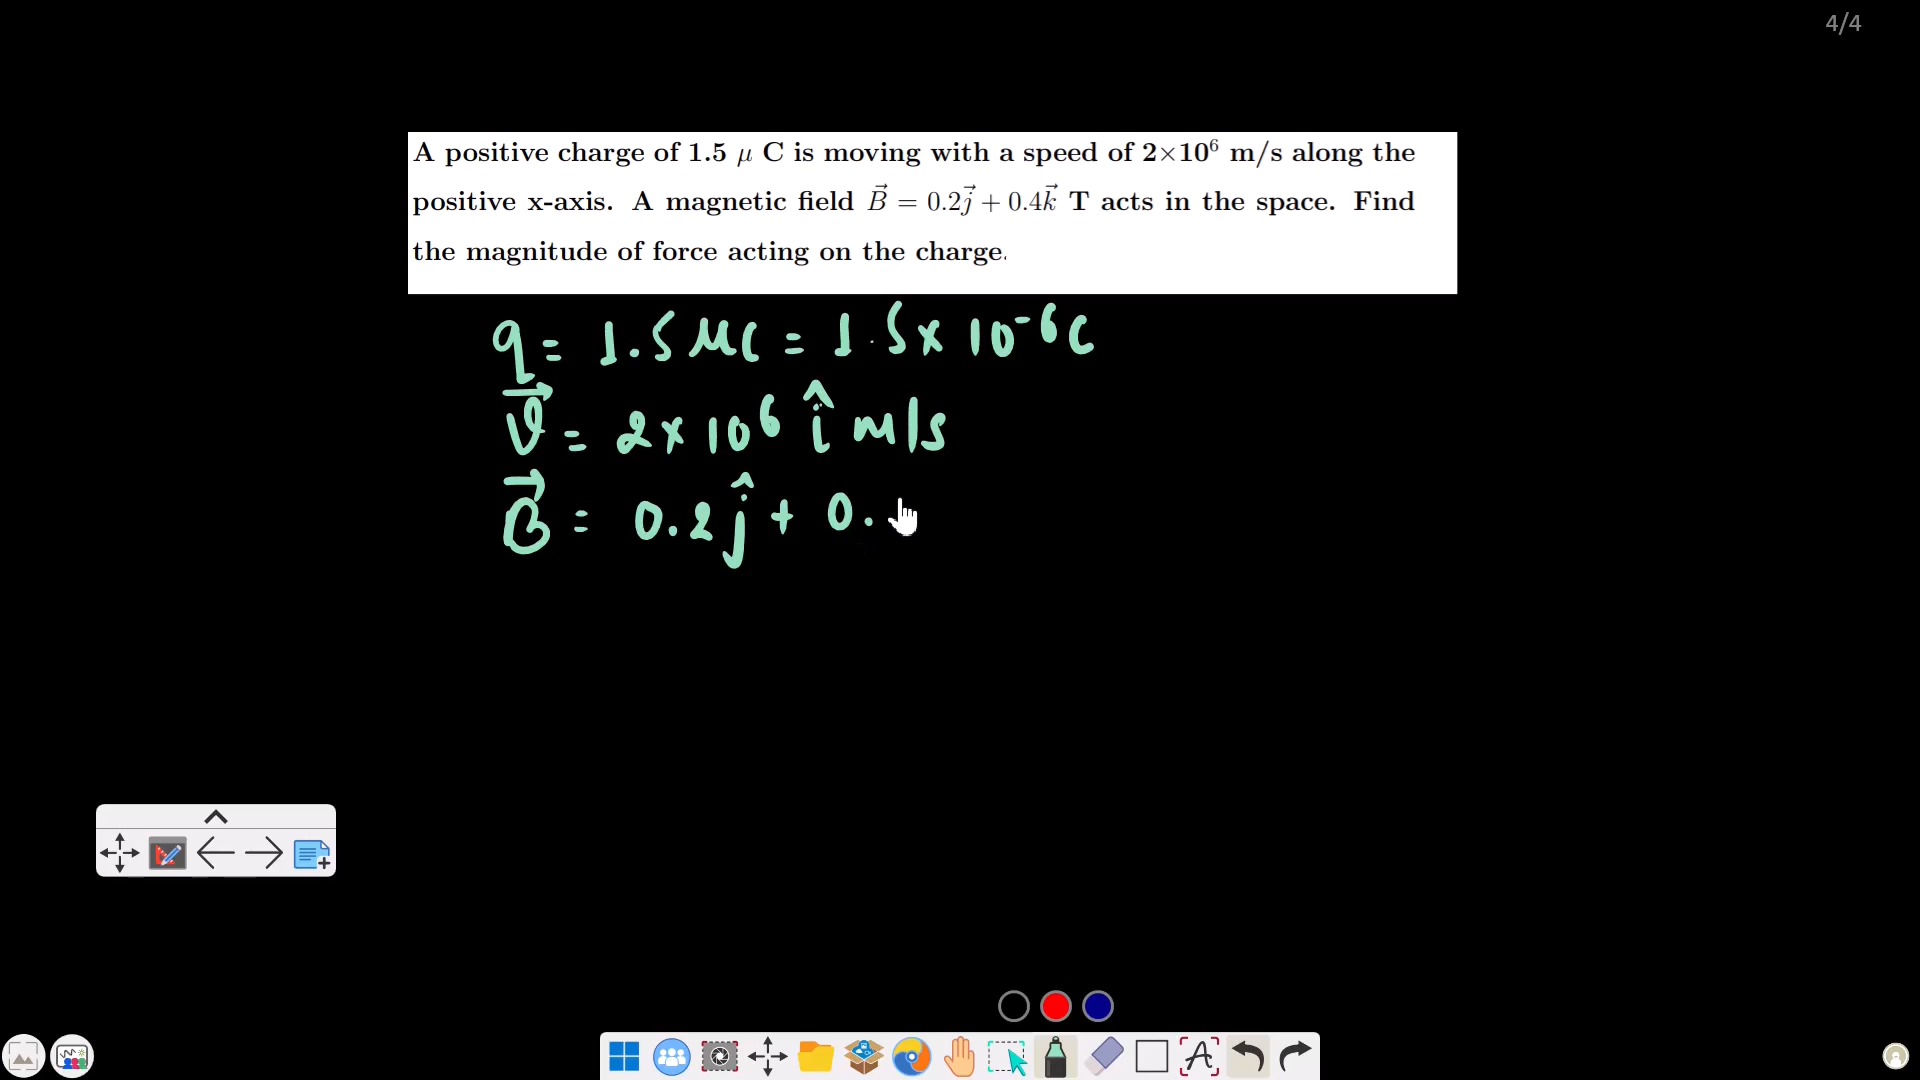 4/4
A positive charge of 1.5 μ C is moving with a speed of 2×10⁶ m/s along the
positive x-axis. A magnetic field B⃗ = 0.2j⃗ + 0.4k⃗ T acts in the space. Find
the magnitude of force acting on the charge.
q = 1.5 μC = 1.5 x 10⁻⁶ C
v⃗ = 2 x 10⁶ î m/s
B⃗ = 0.2 ĵ + 0.